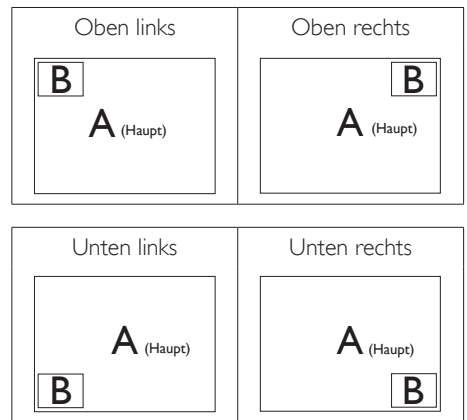 Oben links
Oben rechts
B
B
A (Haupt)
A (Haupt)
Unten links
Unten rechts
A (Haupt)
A (Haupt)
B
B